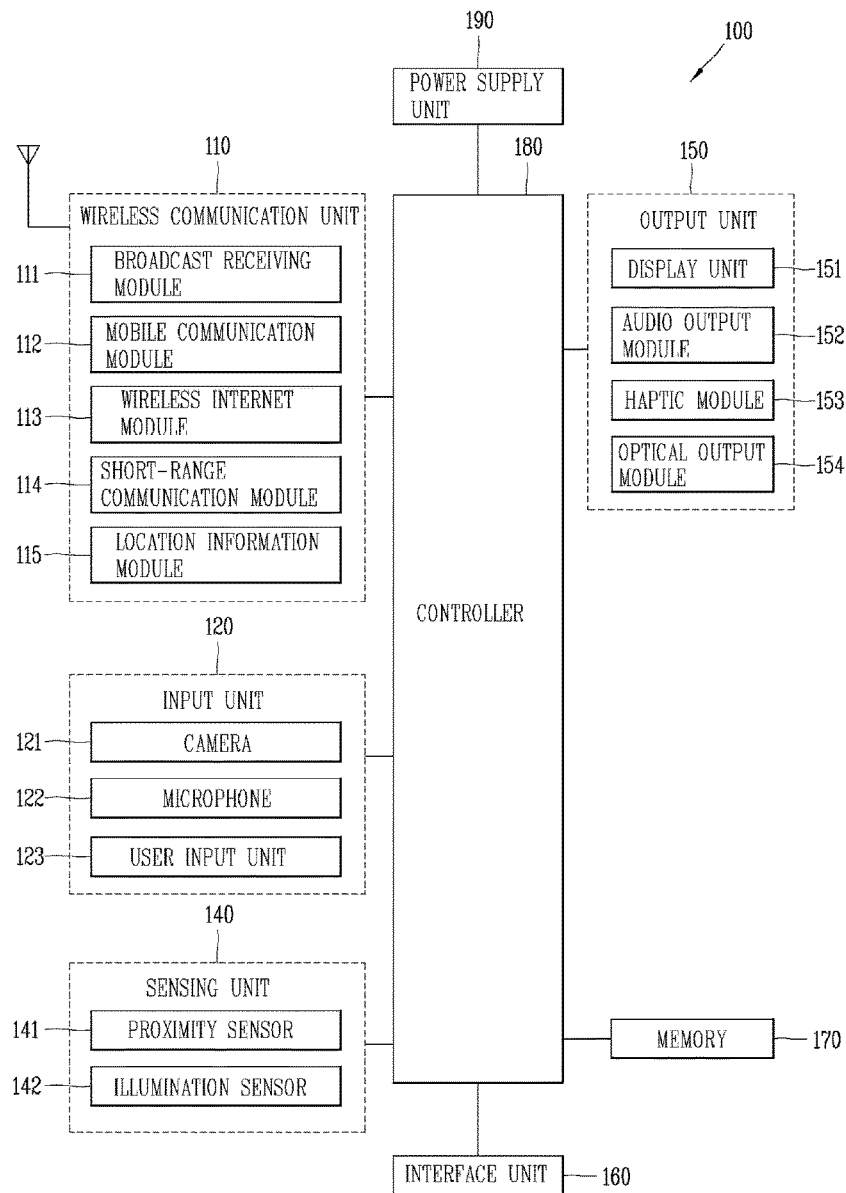 190
100
POWER SUPPLY
UNIT
110
180
150
WIRELESS COMMUNICATION UNIT
111
BROADCAST RECEIVING
MODULE
112
MOBILE COMMUNICATION
MODULE
113
WIRELESS INTERNET
MODULE
114
SHORT-RANGE
COMMUNICATION MODULE
115
LOCATION INFORMATION
MODULE
OUTPUT UNIT
DISPLAY UNIT
151
AUDIO OUTPUT
MODULE
152
HAPTIC MODULE
153
OPTICAL OUTPUT
MODULE
154
CONTROLLER
120
INPUT UNIT
121
CAMERA
122
MICROPHONE
123
USER INPUT UNIT
140
SENSING UNIT
141
PROXIMITY SENSOR
142
ILLUMINATION SENSOR
MEMORY
170
INTERFACE UNIT
160